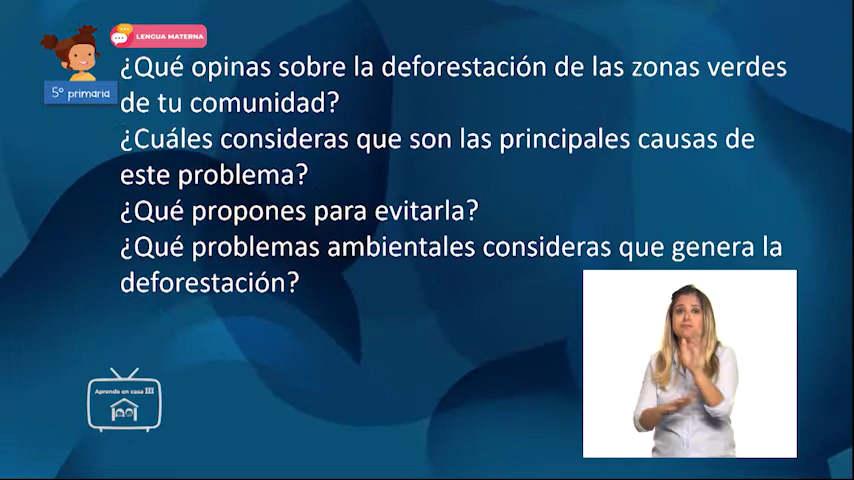 LENGUA MATERNA
5° primaria
¿Qué opinas sobre la deforestación de las zonas verdes
de tu comunidad?
¿Cuáles consideras que son las principales causas de
este problema?
¿Qué propones para evitarla?
¿Qué problemas ambientales consideras que genera la
deforestación?
Aprende en casa III